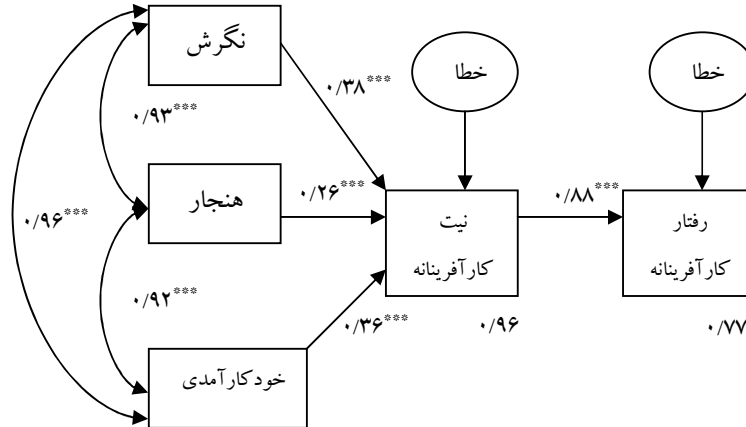 نگرش
خطا
خطا
۰/۳۸***
۰/۹۳***
هنجار
۰/۲۶***
۰/۸۸***
۰/۹۶***
نیت
کارآفرینانه
رفتار
کارآفرینانه
۰/۹۲***
۰/۳۶***
۰/۹۶
۰/۷۷
خودکارآمدی